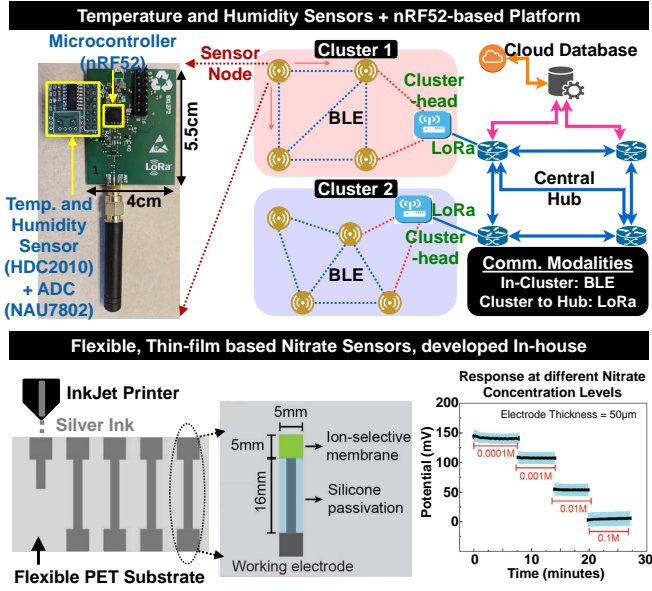 Temperature and Humidity Sensors + nRF52-based Platform
Microcontroller
(nRF52)
Sensor
Node
5.5cm
4cm
1
LoRa
Temp. and
Humidity
Sensor
(HDC2010)
+ ADC
(NAU7802)
Cluster 1
BLE
Cluster
-head
LoRa
Cluster 2
BLE
LoRa
Cluster
-head
Cloud Database
Central
Hub
Comm. Modalities
In-Cluster: BLE
Cluster to Hub: LoRa
Flexible, Thin-film based Nitrate Sensors, developed In-house
InkJet Printer
Silver Ink
Flexible PET Substrate
5mm
5mm
16mm
Ion-selective
membrane
Silicone
passivation
Working electrode
Response at different Nitrate
Concentration Levels
Electrode Thickness = 50μm
Potential (mV)
200
150
100
50
0
0.0001M
0.001M
0.01M
0.1M
0 10 20 30
Time (minutes)